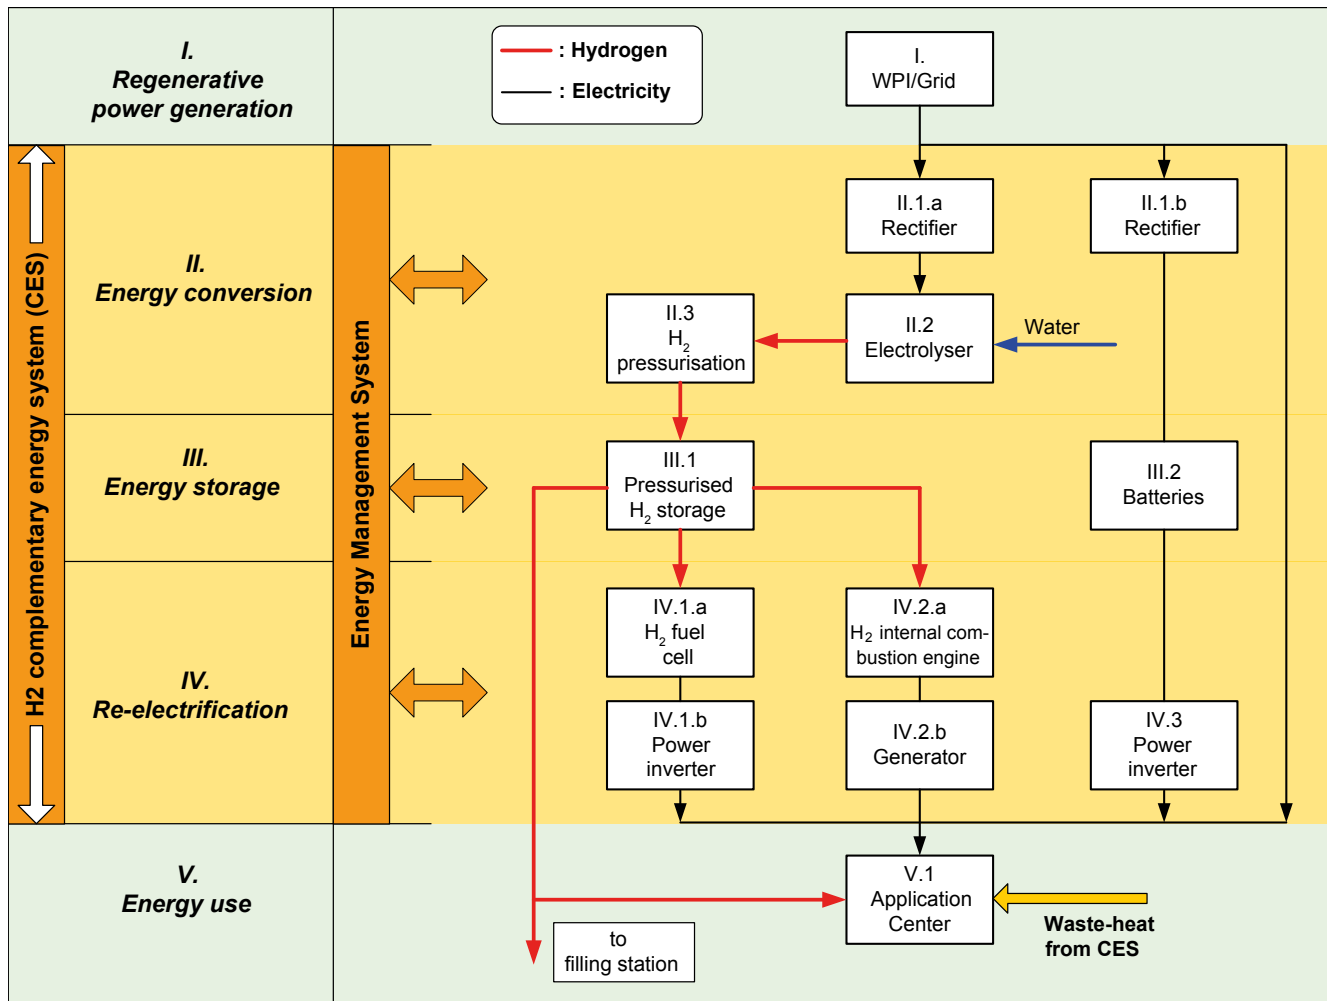 I.
Regenerative
power generation
: Hydrogen
: Electricity
I.
WPI/Grid
H2 complementary energy system (CES)
Energy Management System
II.
Energy conversion
II.1.a
Rectifier
II.1.b
Rectifier
II.3
H2
pressurisation
II.2
Electrolyser
Water
III.
Energy storage
III.1
Pressurised
H2 storage
III.2
Batteries
IV.
Re-electrification
IV.1.a
H2 fuel
cell
IV.2.a
H2 internal com-
bustion engine
IV.1.b
Power
inverter
IV.2.b
Generator
IV.3
Power
inverter
V.
Energy use
V.1
Application
Center
Waste-heat
from CES
to
filling station